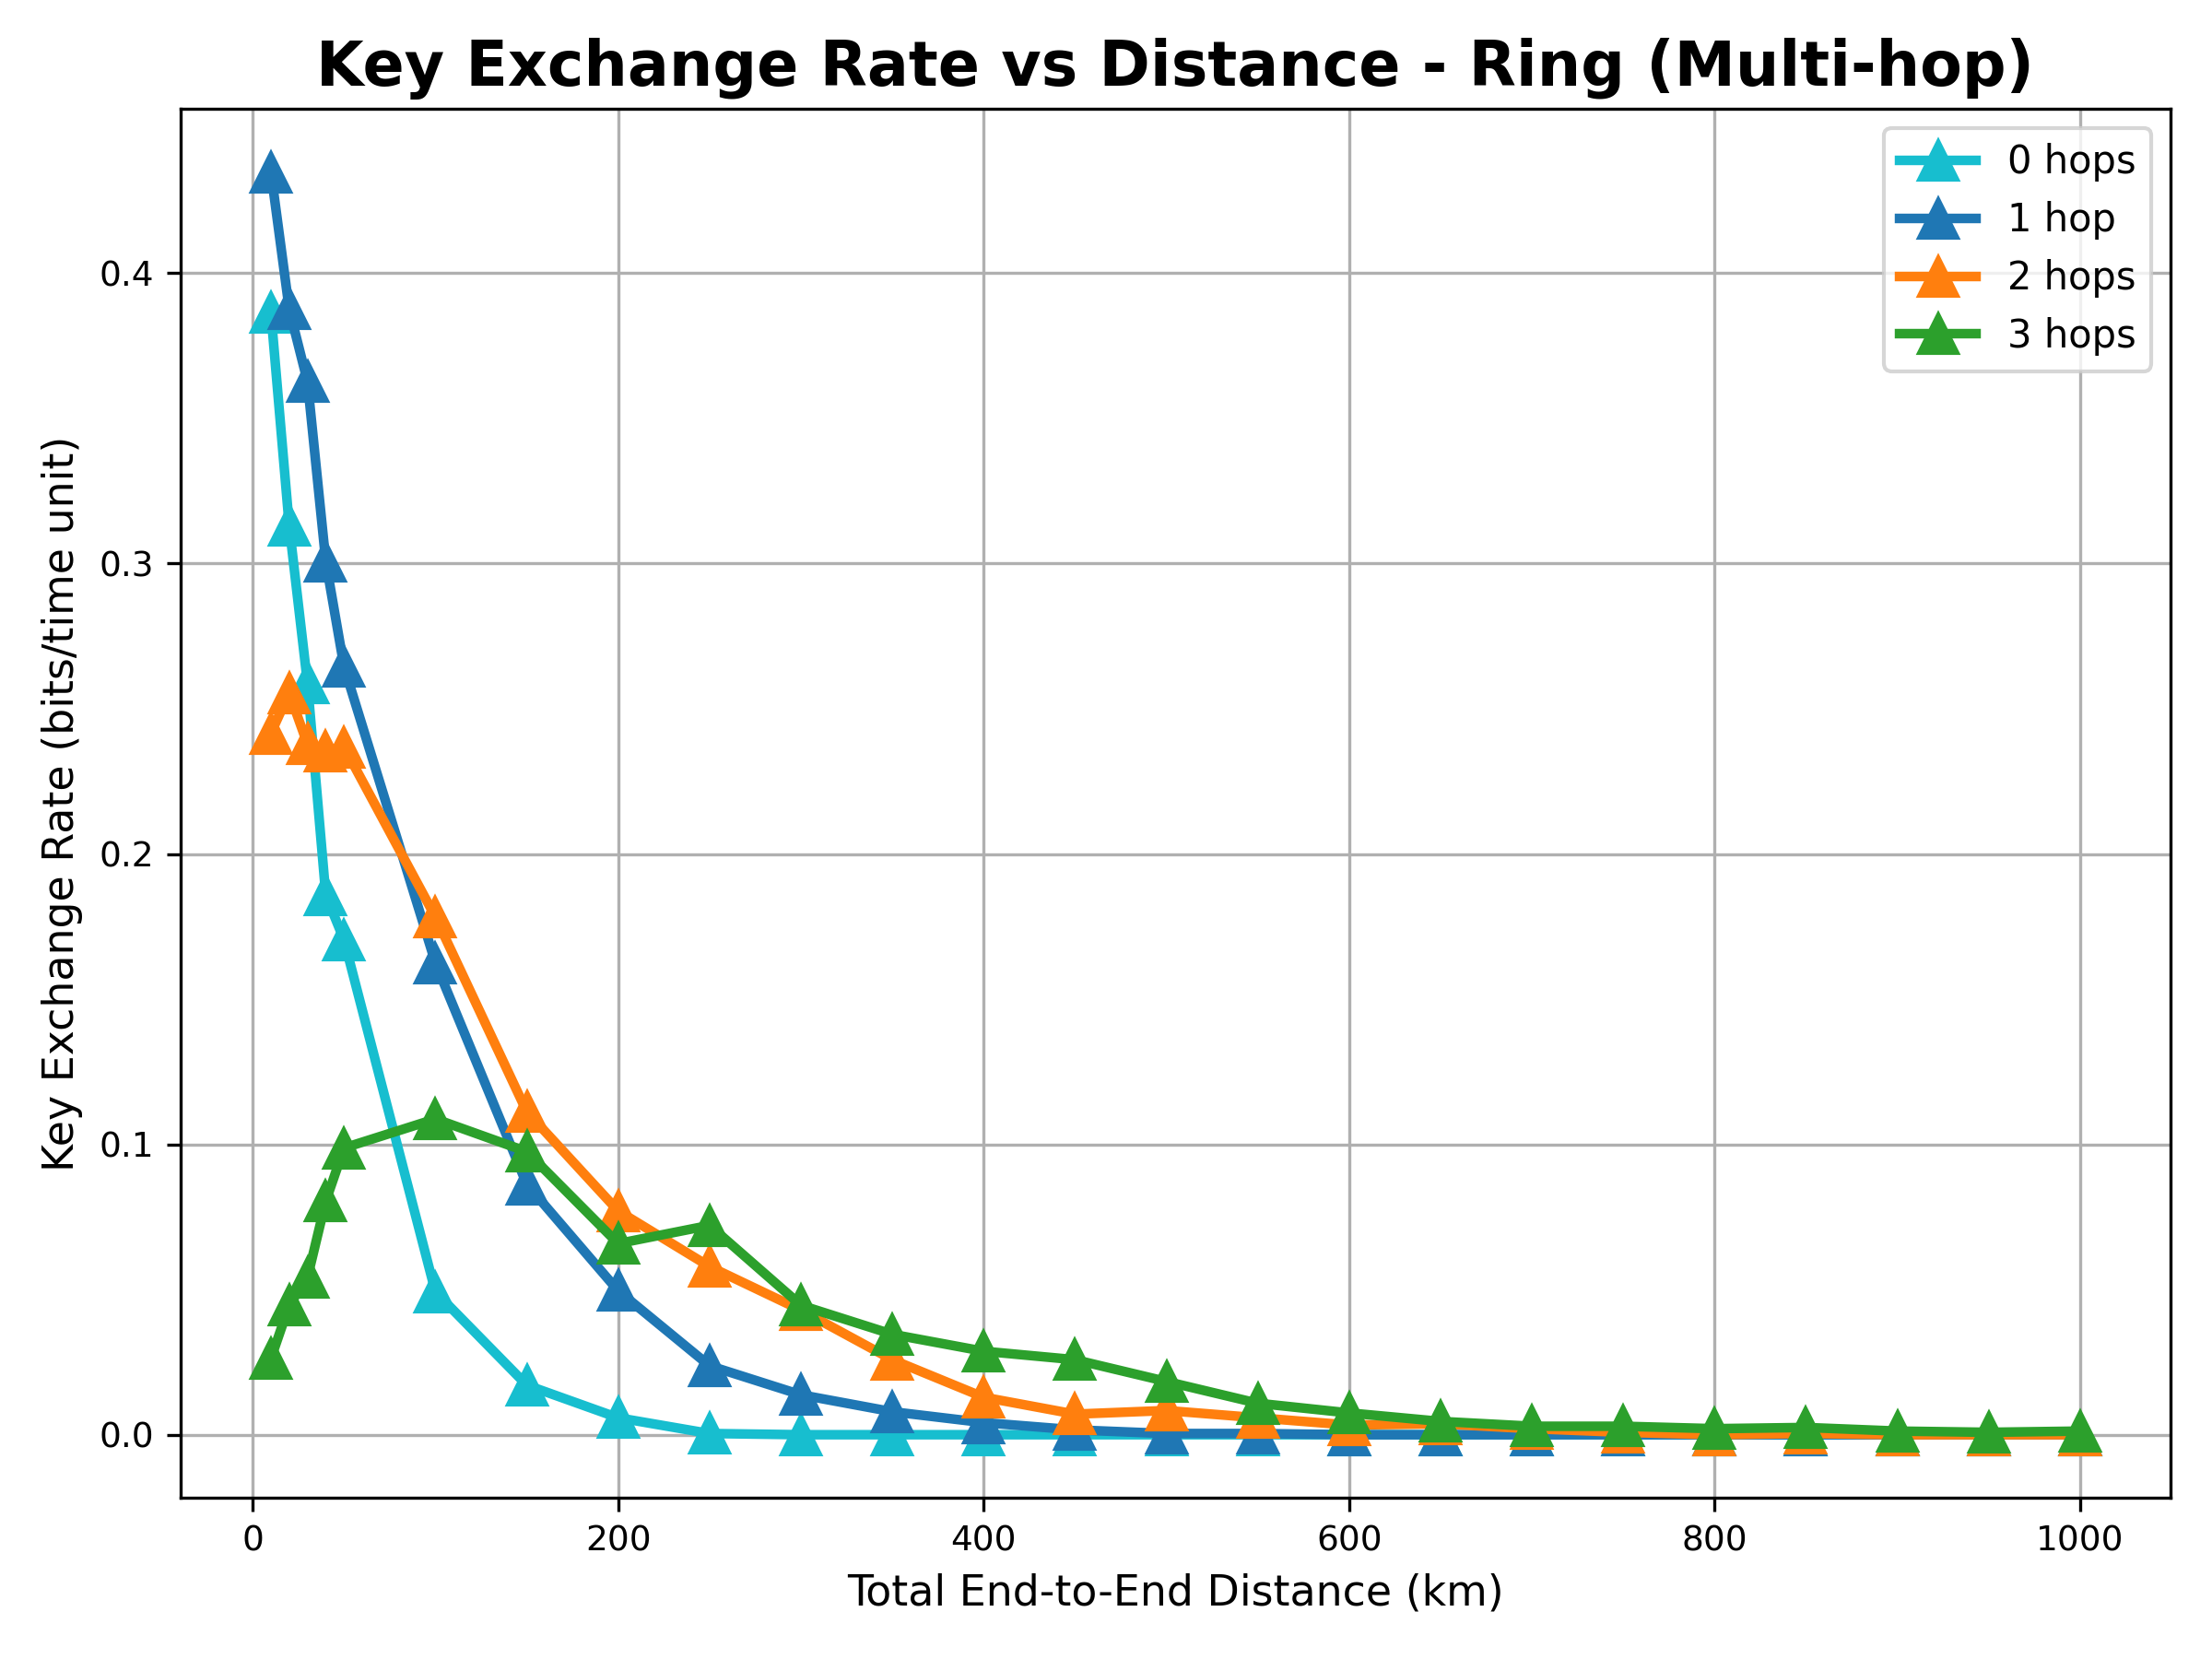 Key Exchange Rate vs Distance - Ring (Multi-hop)
0 hops
1 hop
2 hops
3 hops
Key Exchange Rate (bits/time unit)
0.4
0.3
0.2
0.1
0.0
0 200 400 600 800 1000
Total End-to-End Distance (km)